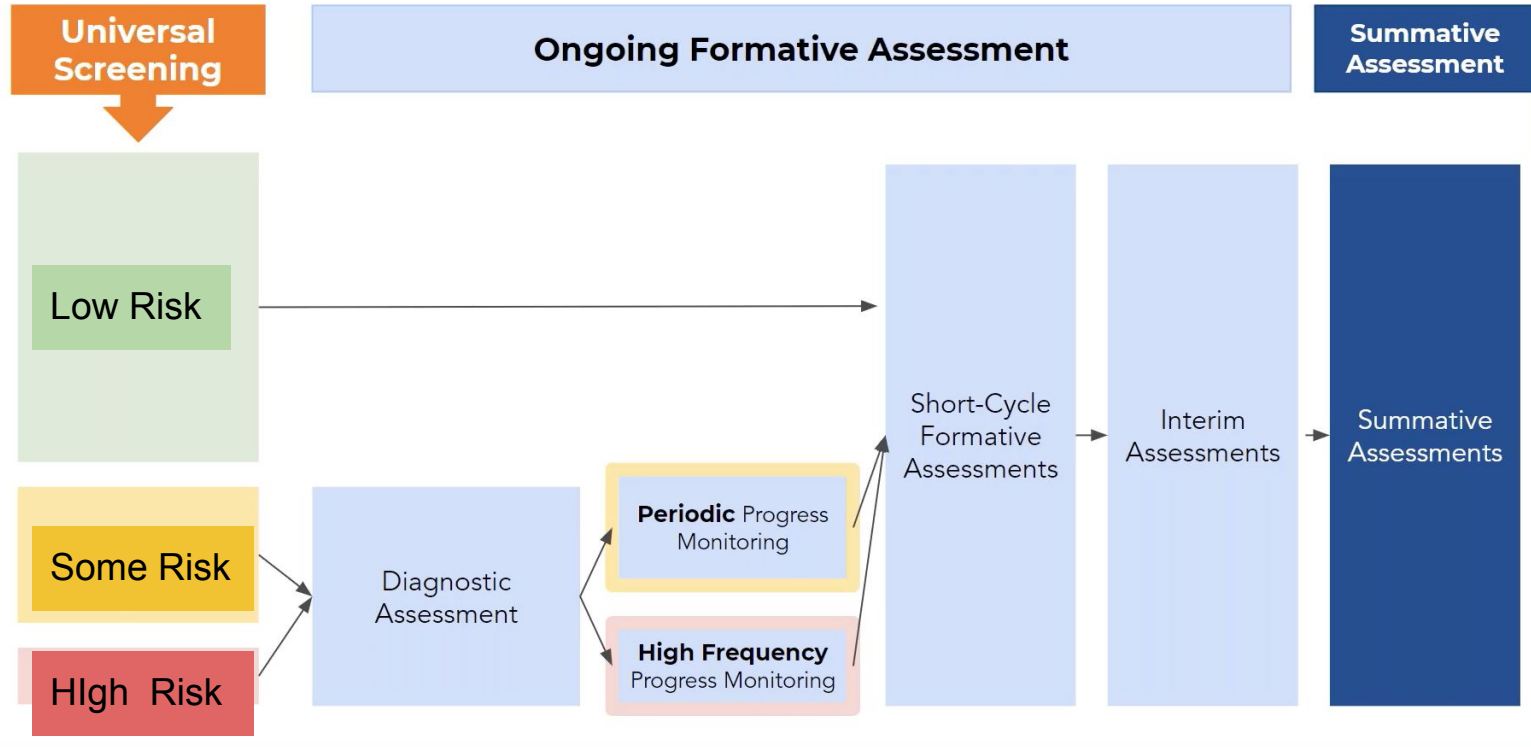 Universal
Screening
Ongoing Formative Assessment
Summative
Assessment
Low Risk
Some Risk
HIgh  Risk
Diagnostic
Assessment
Periodic Progress
Monitoring
High Frequency
Progress Monitoring
Short-Cycle
Formative
Assessments
Interim
Assessments
Summative
Assessments